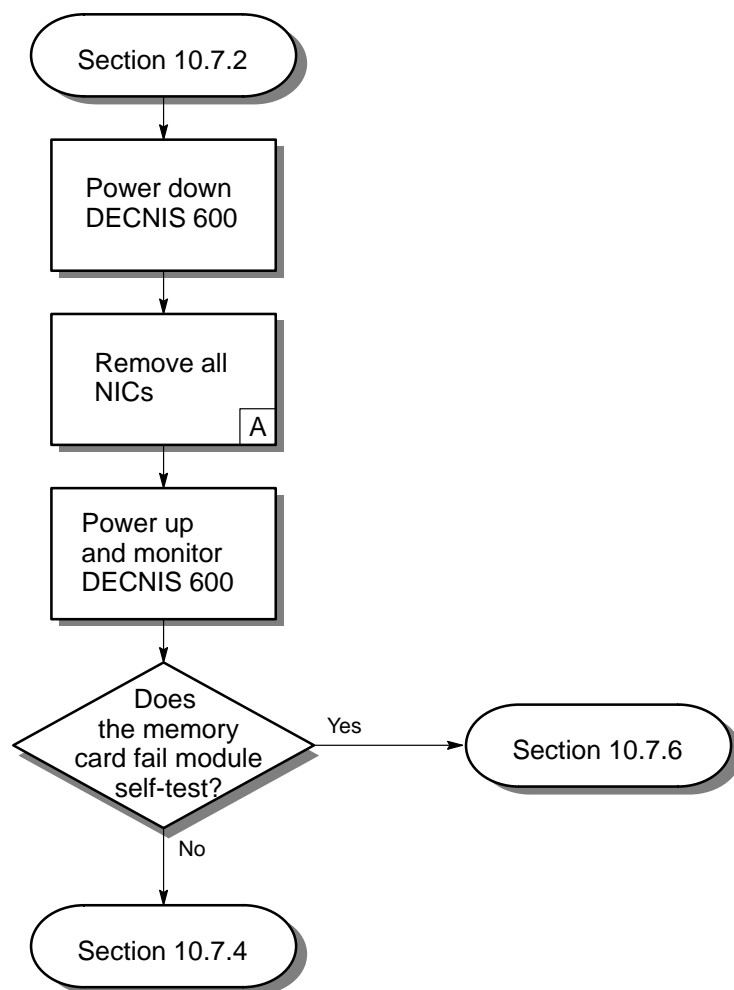 Section 10.7.2
Power down
DECNIS 600
Remove all
NICs
A
Power up
and monitor
DECNIS 600
Does
the memory
card fail module
self-test?
Yes
Section 10.7.6
No
Section 10.7.4